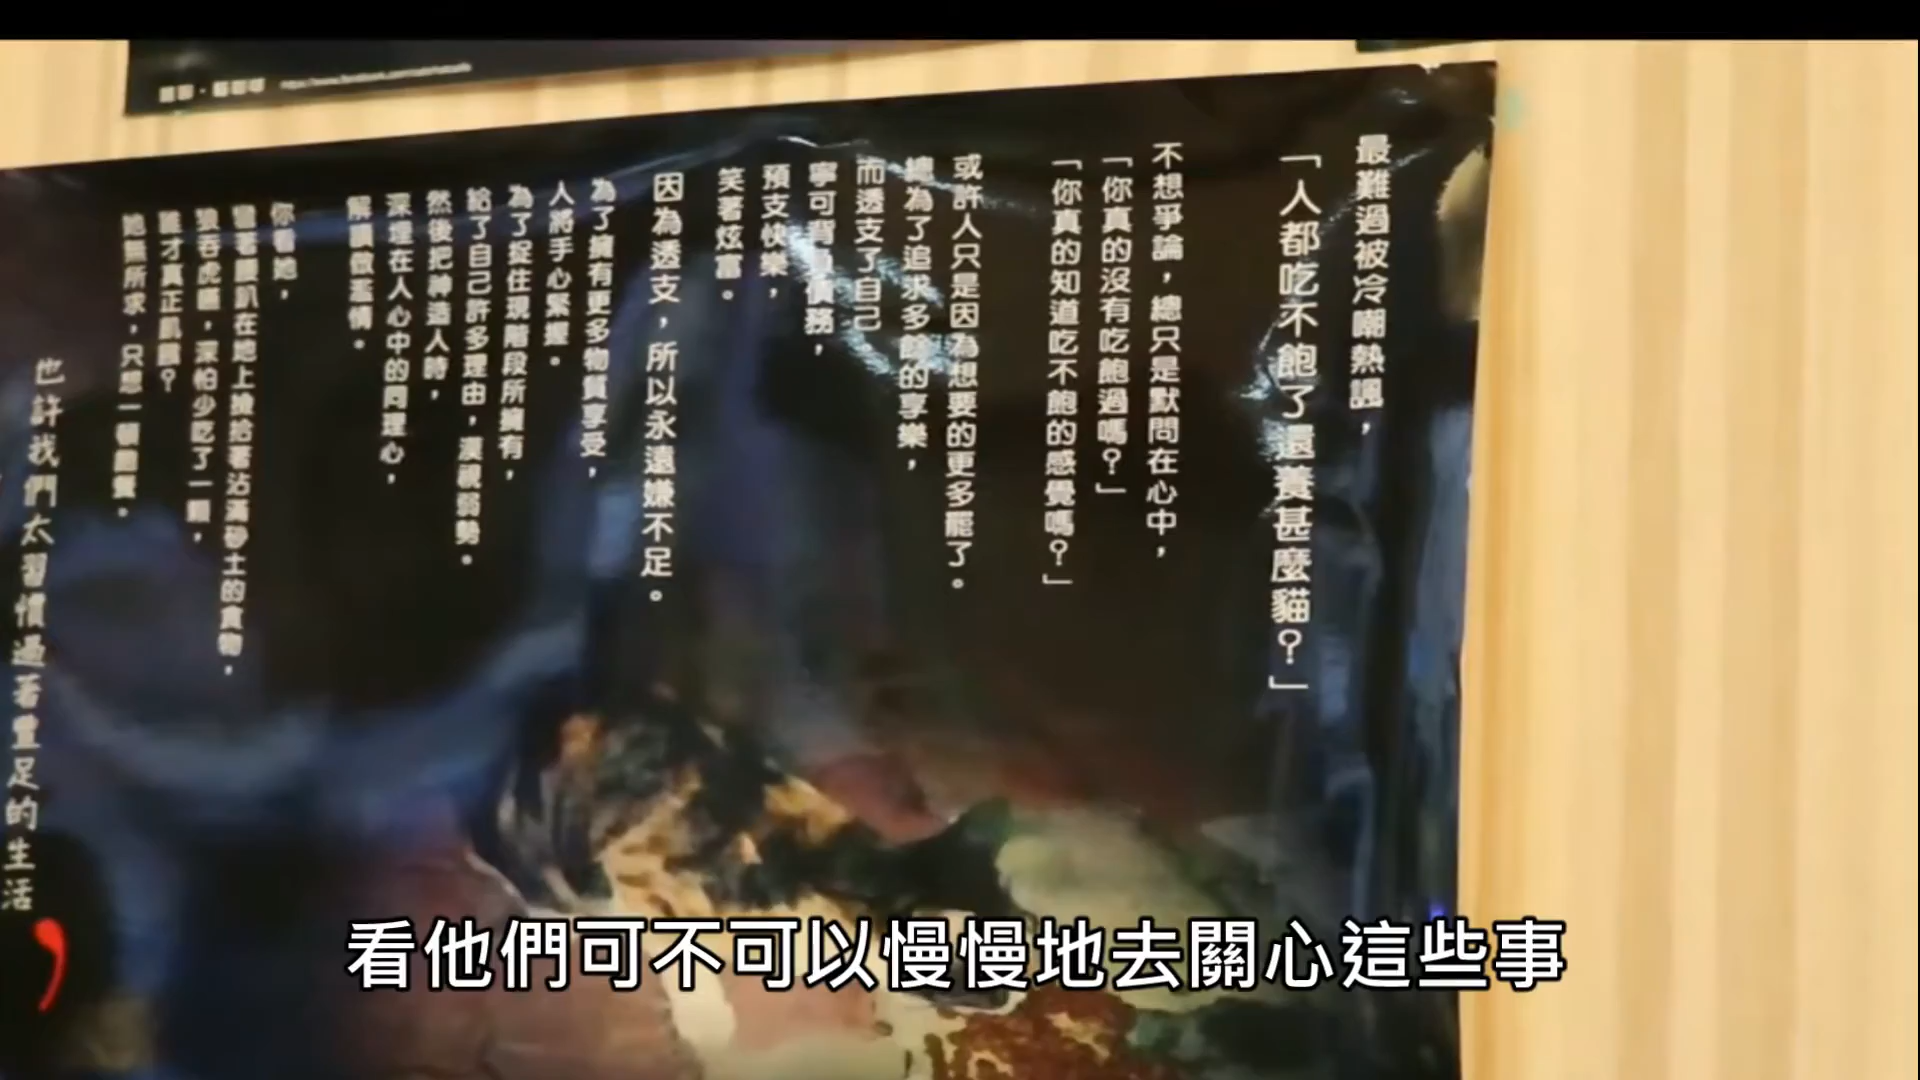 最難過被冷嘲熱諷，
「人都吃不飽了還養甚麼貓？」
不想爭論，總只是默問在心中，
「你真的沒有吃飽過嗎？」
「你真的知道吃不飽的感覺嗎？」
或許人只是因為想要的更多罷了。
總為了追求多餘的享樂，
而透支了自己
寧可背 債務，
預支快樂，
笑著炫富。
因為透支，所以永遠嫌不足。
為了擁有更多物質享受，
人將手心緊握。
為了捉住現階段所擁有，
給了自己許多理由，漠視弱勢。
然後把神造人時，
深埋在人心中的同理心，
解讀做濫情。
你看她，
彎著腰趴在地上撿拾著沾滿砂土的食物，
狼吞虎嚥，深怕少吃了一顆，
誰才真正飢餓？
她無所求，只想一頓飽餐。
也許我們太習慣過著豐足的生活，
看他們可不可以慢慢地去關心這些事